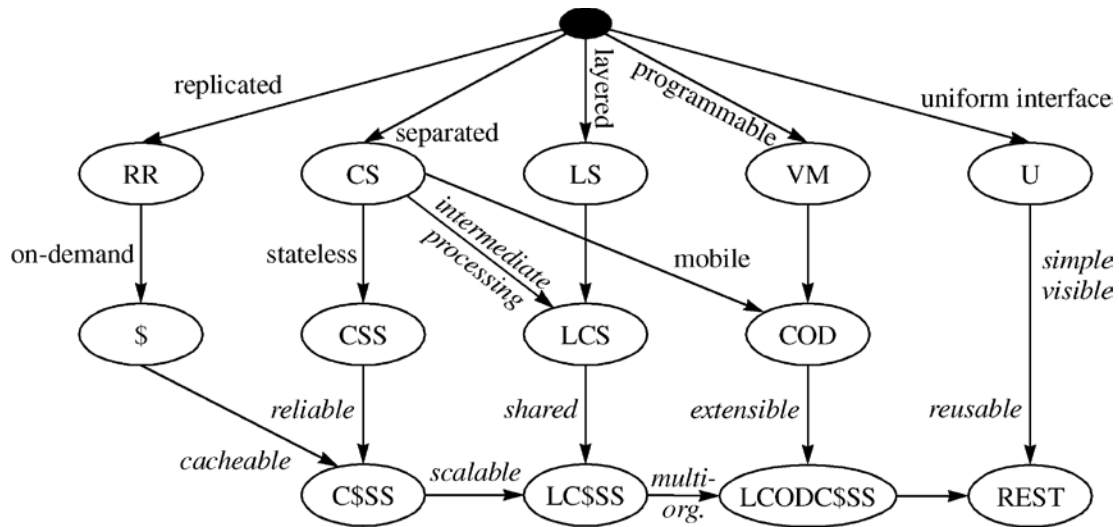 layered
replicated
programmable
uniform interface
separated
RR
CS
LS
VM
U
on-demand
stateless
intermediate
processing
mobile
simple
visible
$
CSS
LCS
COD
reliable
shared
extensible
reusable
cacheable
scalable
multi-
org.
C$SS
LC$SS
LCODC$SS
REST